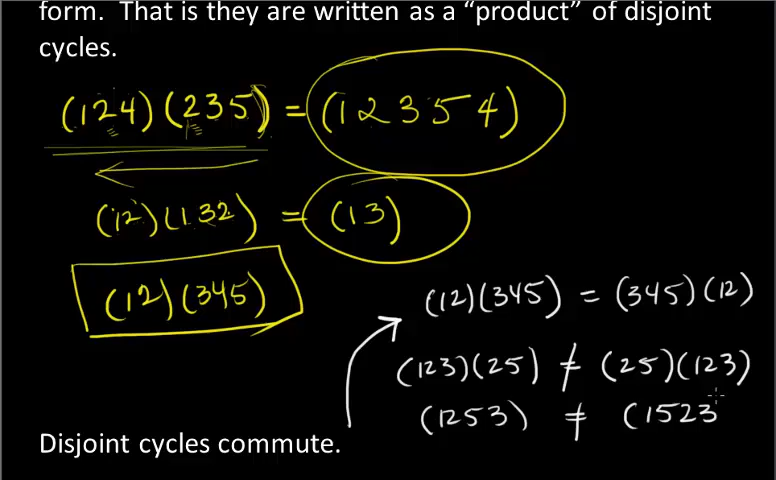 form. That is they are written as a “product” of disjoint
cycles.
(124)(235) = (12354)
(12)(132) = (13)
(12)(345)
(12)(345) = (345)(12)
(123)(25) ≠ (25)(123)
(1253) ≠ (1523
Disjoint cycles commute.